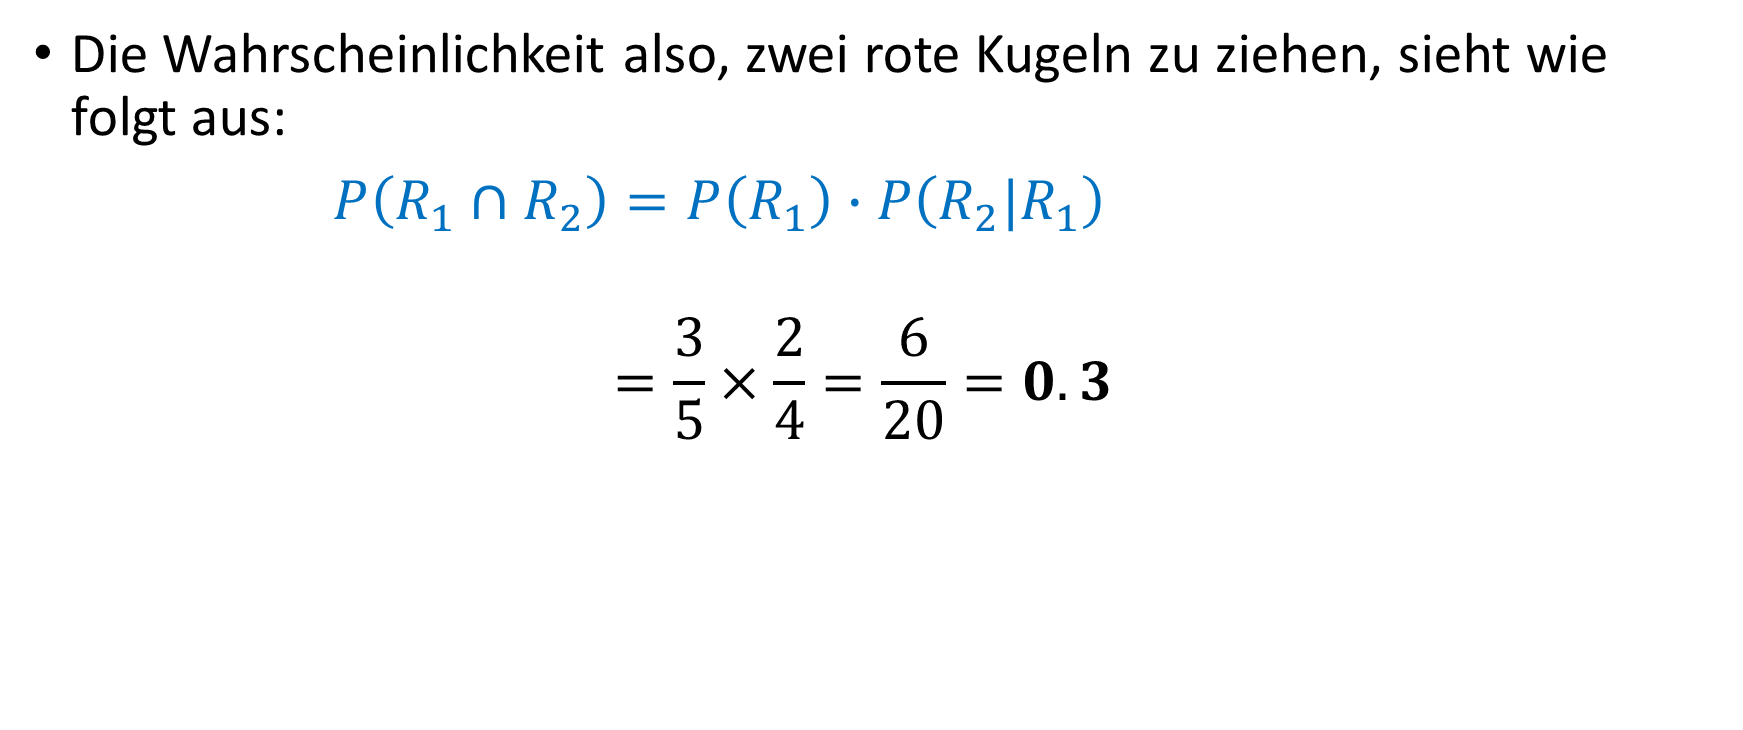 • Die Wahrscheinlichkeit also, zwei rote Kugeln zu ziehen, sieht wie
folgt aus:
P(R₁ ∩ R₂) = P(R₁) · P(R₂|R₁)
= 3/5 × 2/4 = 6/20 = 0.3